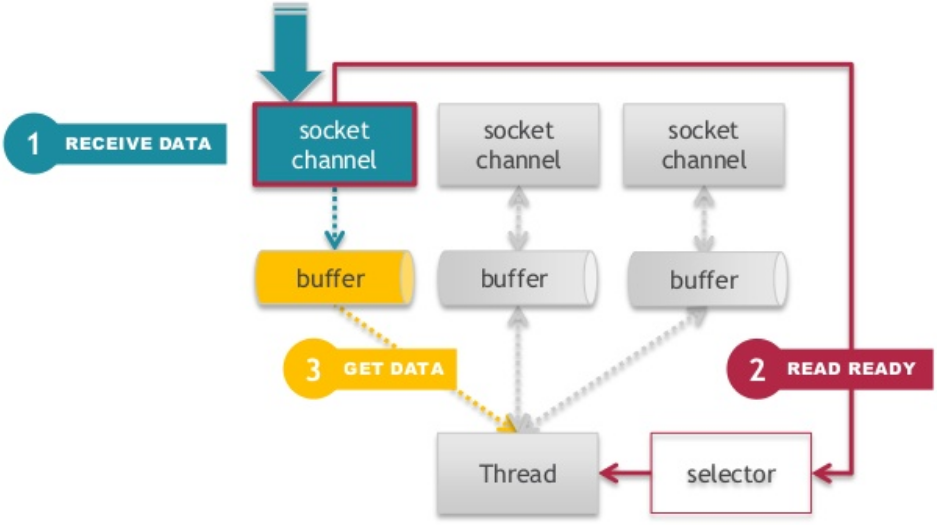 1 RECEIVE DATA
socket
channel
socket
channel
socket
channel
buffer
buffer
buffer
3 GET DATA
2 READ READY
Thread
selector